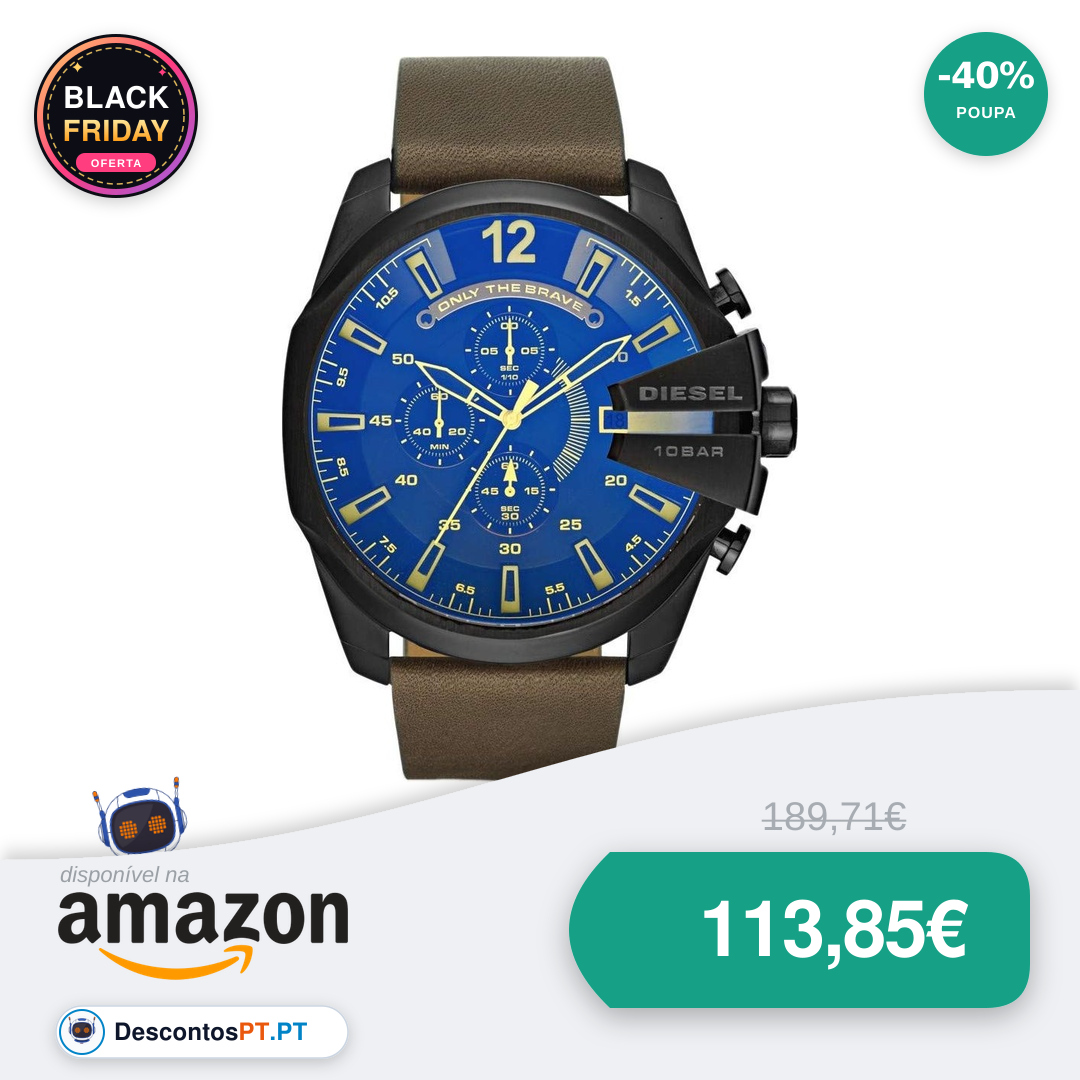 BLACK
FRIDAY
OFERTA
-40%
POUPA
12
ONLY THE BRAVE
10.5
1.5
00
05 05
SEC
1/10
50
10
9.5
60
40 20
MIN
45
DIESEL
18
10BAR
8.5
40
20
60
45 15
SEC
30
35
25
30
7.5
4.5
6.5
5.5
189,71€
113,85€
disponível na
amazon
DescontosPT.PT